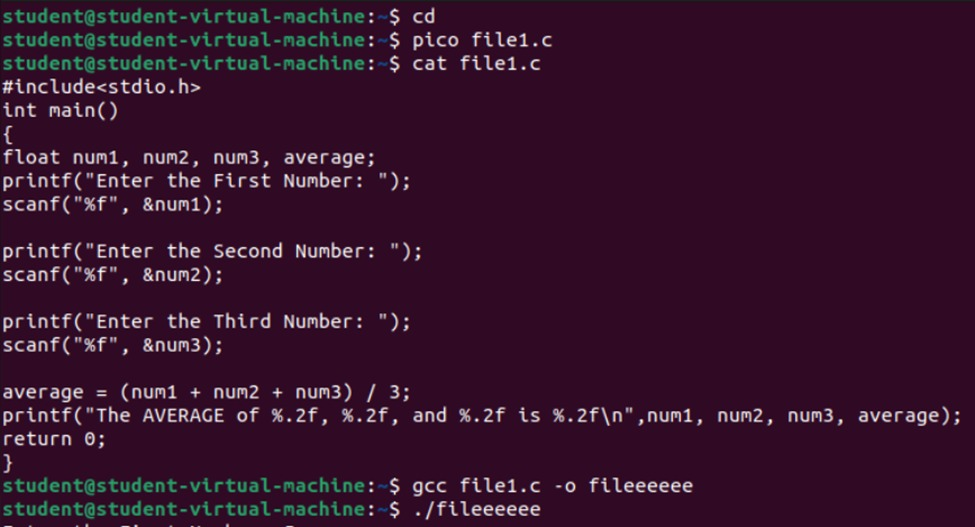 student@student-virtual-machine:~$ cd
student@student-virtual-machine:~$ pico file1.c
student@student-virtual-machine:~$ cat file1.c
#include<stdio.h>
int main()
{
float num1, num2, num3, average;
printf("Enter the First Number: ");
scanf("%f", &num1);

printf("Enter the Second Number: ");
scanf("%f", &num2);

printf("Enter the Third Number: ");
scanf("%f", &num3);

average = (num1 + num2 + num3) / 3;
printf("The AVERAGE of %.2f, %.2f, and %.2f is %.2f\n",num1, num2, num3, average);
return 0;
}
student@student-virtual-machine:~$ gcc file1.c -o fileeeeee
student@student-virtual-machine:~$ ./fileeeeee